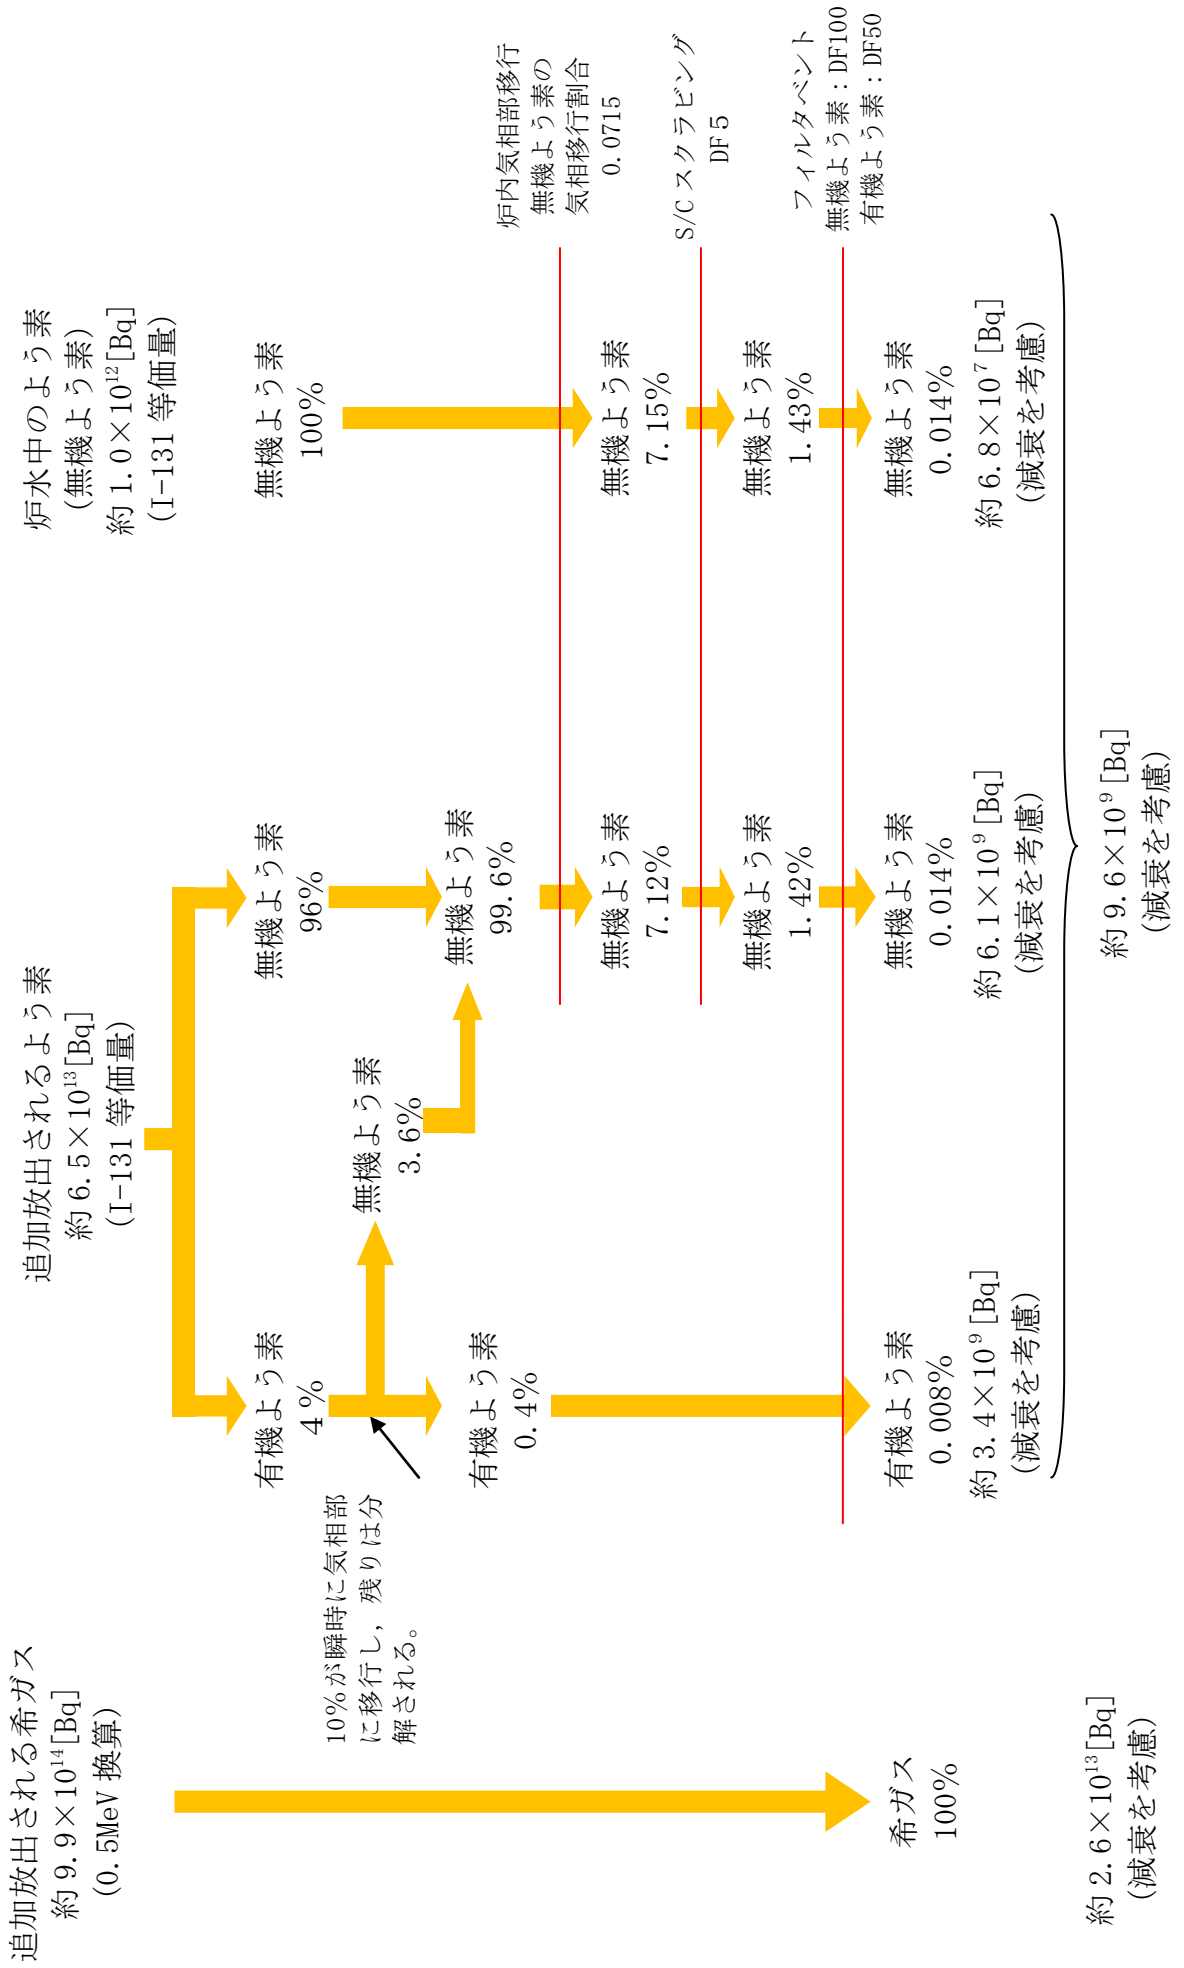 追加放出される希ガス
約 9.9×10¹⁴[Bq]
(0.5MeV 換算)
希ガス
100%
約 2.6×10¹³[Bq]
(減衰を考慮)
追加放出されるよう素
約 6.5×10¹³[Bq]
(I-131 等価量)
有機よう素
4 %
10%が瞬時に気相部
に移行し，残りは分
解される。
無機よう素
3.6%
有機よう素
0.4%
有機よう素
0.008%
約 3.4×10⁹[Bq]
(減衰を考慮)
無機よう素
96%
無機よう素
99.6%
無機よう素
7.12%
無機よう素
1.42%
無機よう素
0.014%
約 6.1×10⁹[Bq]
(減衰を考慮)
炉水中のよう素
(無機よう素)
約 1.0×10¹²[Bq]
(I-131 等価量)
無機よう素
100%
無機よう素
7.15%
無機よう素
1.43%
無機よう素
0.014%
約 6.8×10⁷[Bq]
(減衰を考慮)
炉内気相部移行
無機よう素の
気相移行割合
0.0715
S/C スクラビング
DF５
フィルタベント
無機よう素：DF100
有機よう素：DF50
約 9.6×10⁹[Bq]
(減衰を考慮)